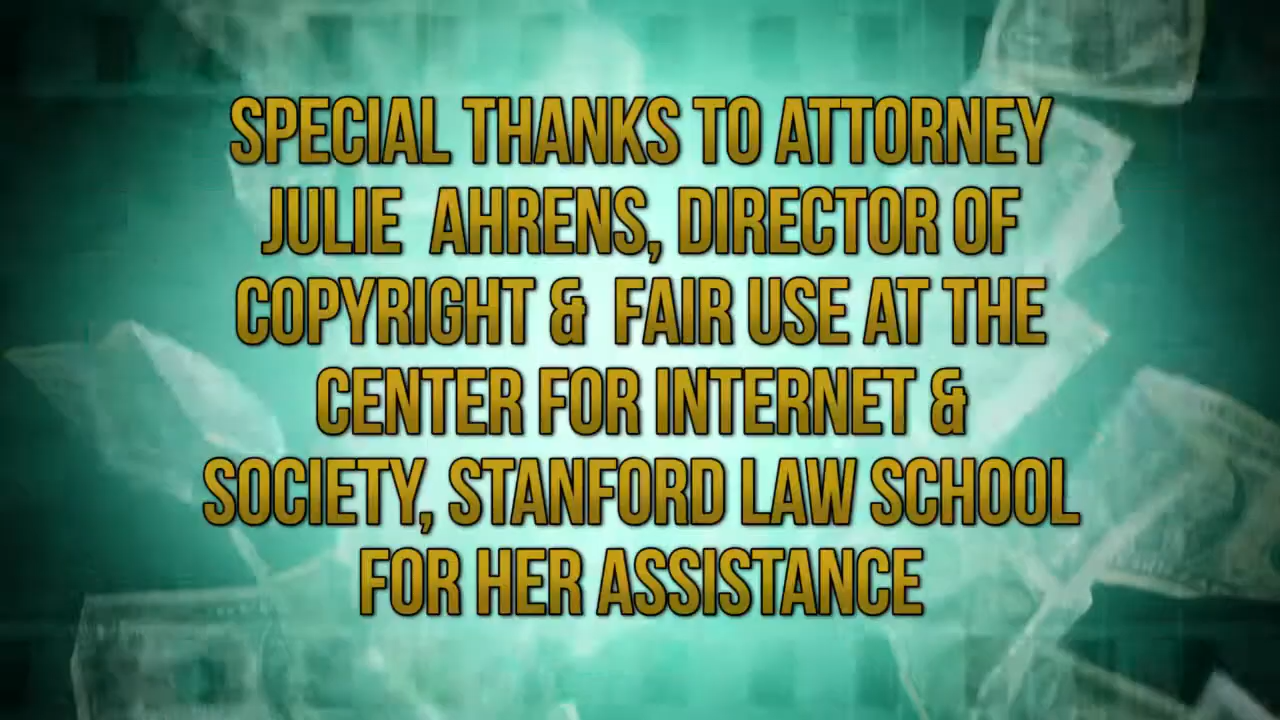 SPECIAL THANKS TO ATTORNEY
JULIE AHRENS, DIRECTOR OF
COPYRIGHT & FAIR USE AT THE
CENTER FOR INTERNET &
SOCIETY, STANFORD LAW SCHOOL
FOR HER ASSISTANCE